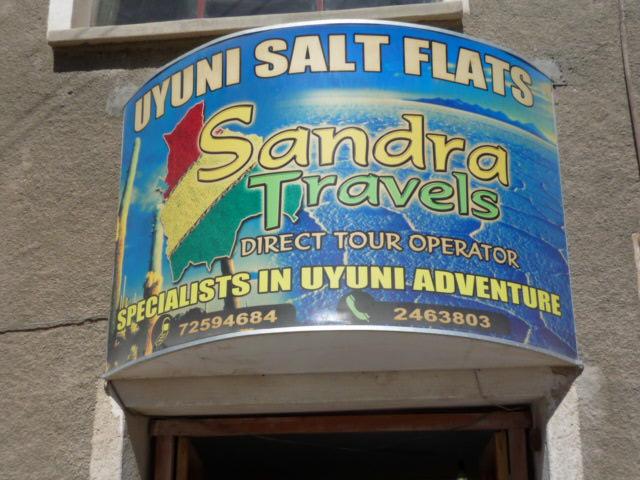 UYUNI SALT FLATS
Sandra
Travels
DIRECT TOUR OPERATOR
SPECIALISTS IN UYUNI ADVENTURE
72594684 2463803